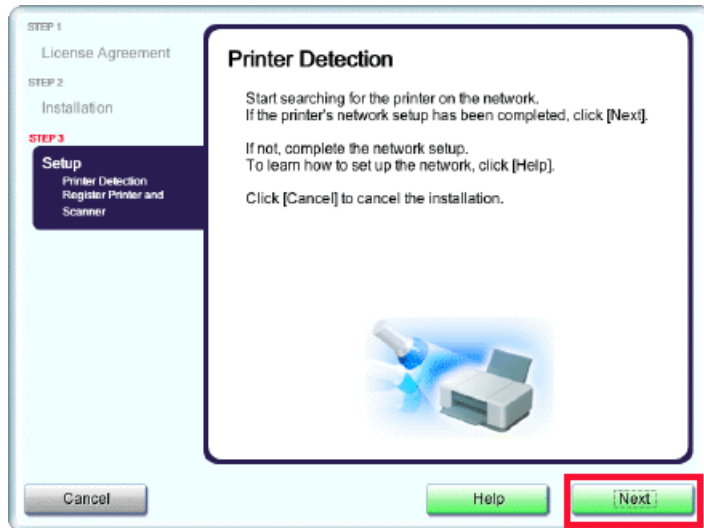 STEP 1
License Agreement
STEP 2
Installation
STEP 3
Setup
Printer Detection
Register Printer and
Scanner
Printer Detection
Start searching for the printer on the network.
If the printer's network setup has been completed, click [Next].
If not, complete the network setup.
To learn how to set up the network, click [Help].
Click [Cancel] to cancel the installation.
Cancel
Help
Next